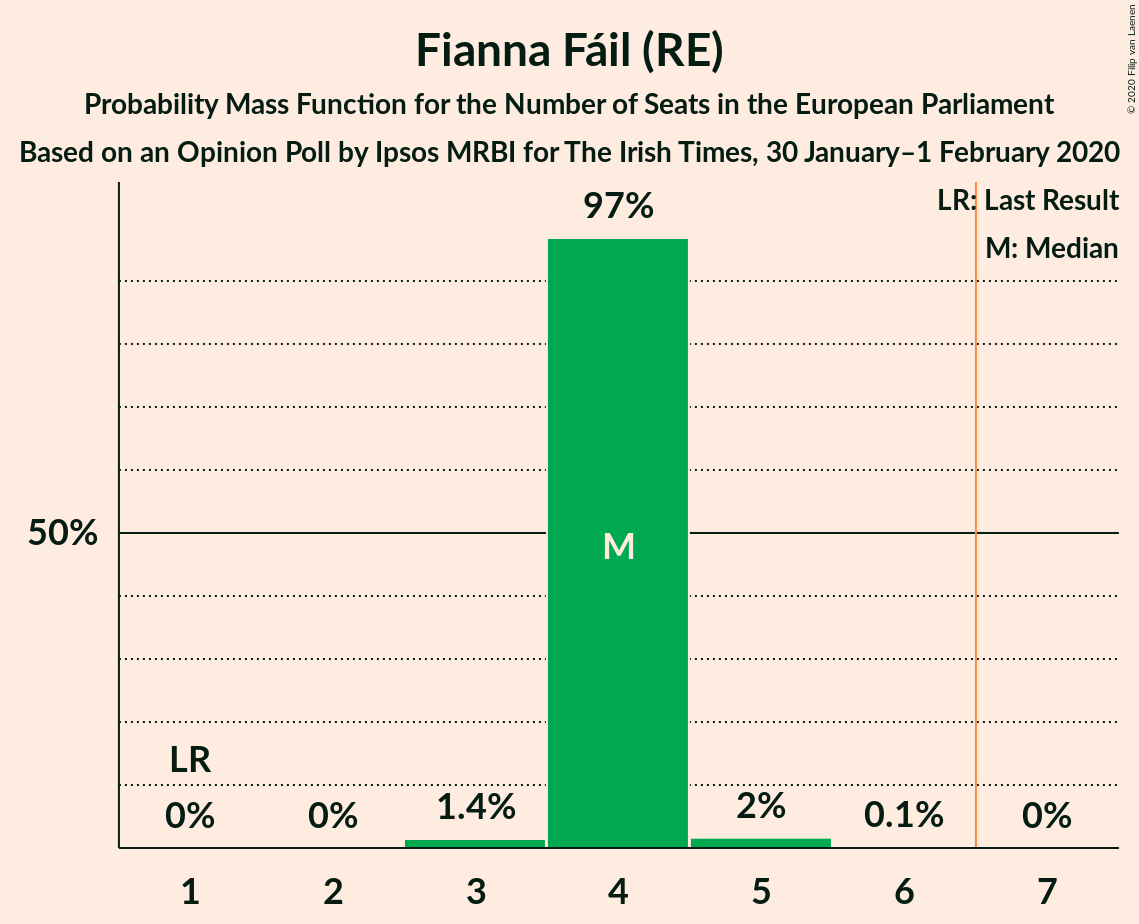 Fianna Fáil (RE)
Probability Mass Function for the Number of Seats in the European Parliament
Based on an Opinion Poll by Ipsos MRBI for The Irish Times, 30 January–1 February 2020
© 2020 Filip van Laenen
LR: Last Result
M: Median
97%
50%
M
LR
0%
0%
1.4%
2%
0.1%
0%
1
2
3
4
5
6
7